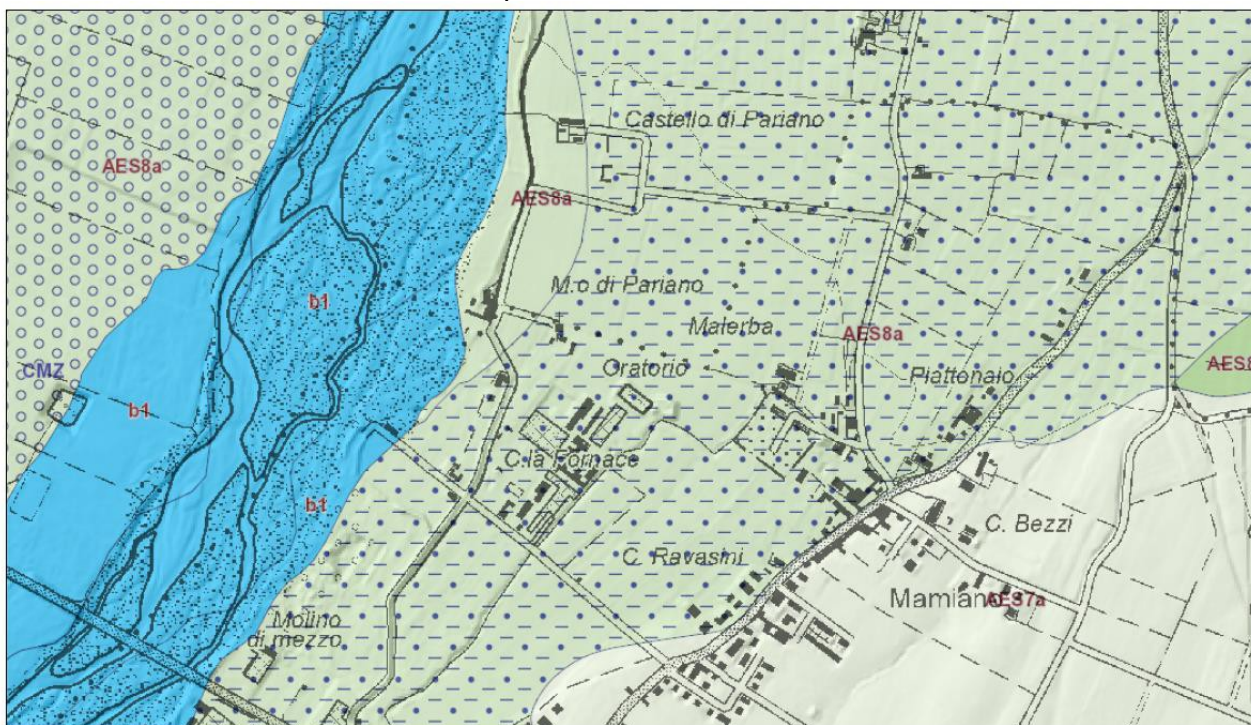 Castello di Pariano
AES8a
AES8a
M.o di Pariano
b1
Malerba
AES8a
Oratorio
Piattonaio
AES8
CMZ
b1
C.la Fornace
b1
C. Bezzi
C. Ravasini
Mamiano
AES7a
Molino
di mezzo